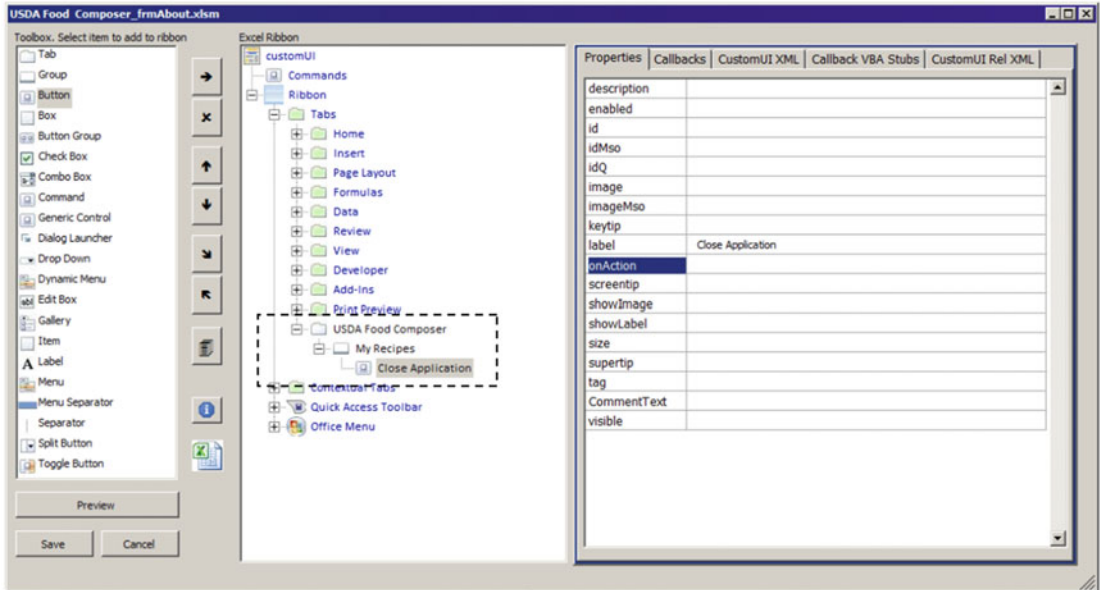 USDA Food Composer_frmAbout.xlsm
Toolbox. Select item to add to ribbon
Tab
Group
Button
Box
Button Group
Check Box
Combo Box
Command
Generic Control
Dialog Launcher
Drop Down
Dynamic Menu
Edit Box
Gallery
Item
Label
Menu
Menu Separator
Separator
Split Button
Toggle Button
Preview
Save Cancel
Excel Ribbon
customUI
Commands
Ribbon
Tabs
Home
Insert
Page Layout
Formulas
Data
Review
View
Developer
Add-Ins
Print Preview
USDA Food Composer
My Recipes
Close Application
Contextual Tabs
Quick Access Toolbar
Office Menu
Properties Callbacks CustomUI XML Callback VBA Stubs CustomUI Rel XML
description
enabled
id
idMso
idQ
image
imageMso
keytip
label Close Application
onAction
screentip
showImage
showLabel
size
supertip
tag
CommentText
visible